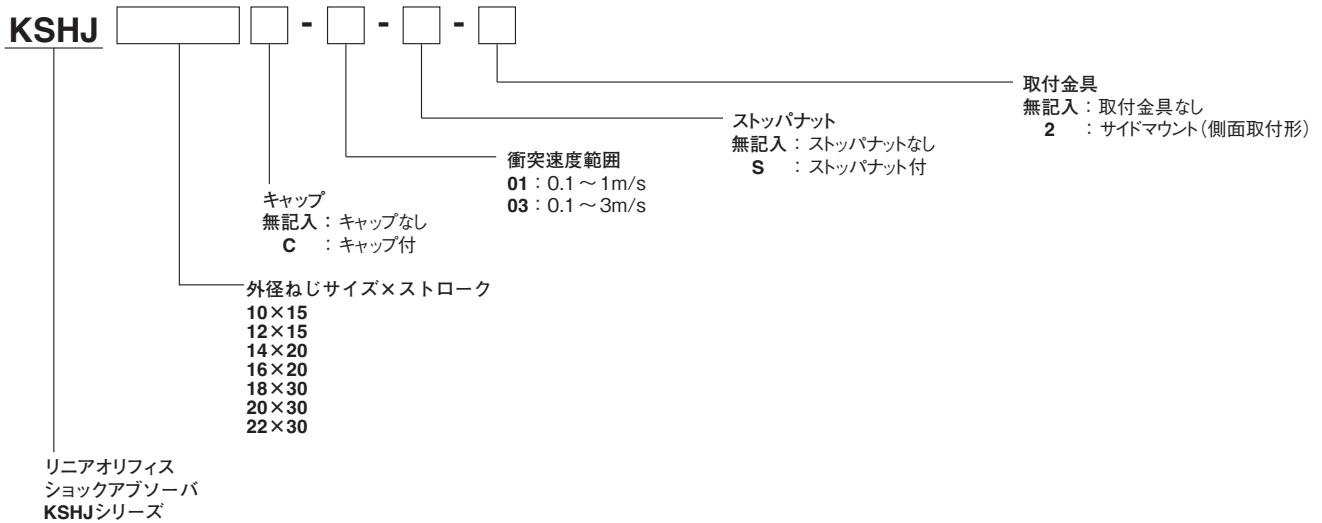 KSHJ - - -
取付金具
無記入：取付金具なし
2 ：サイドマウント（側面取付形）
ストッパナット
無記入：ストッパナットなし
S ：ストッパナット付
衝突速度範囲
01：0.1～1m/s
03：0.1～3m/s
キャップ
無記入：キャップなし
C ：キャップ付
外径ねじサイズ×ストローク
10×15
12×15
14×20
16×20
18×30
20×30
22×30
リニアオリフィス
ショックアブソーバ
KSHJシリーズ